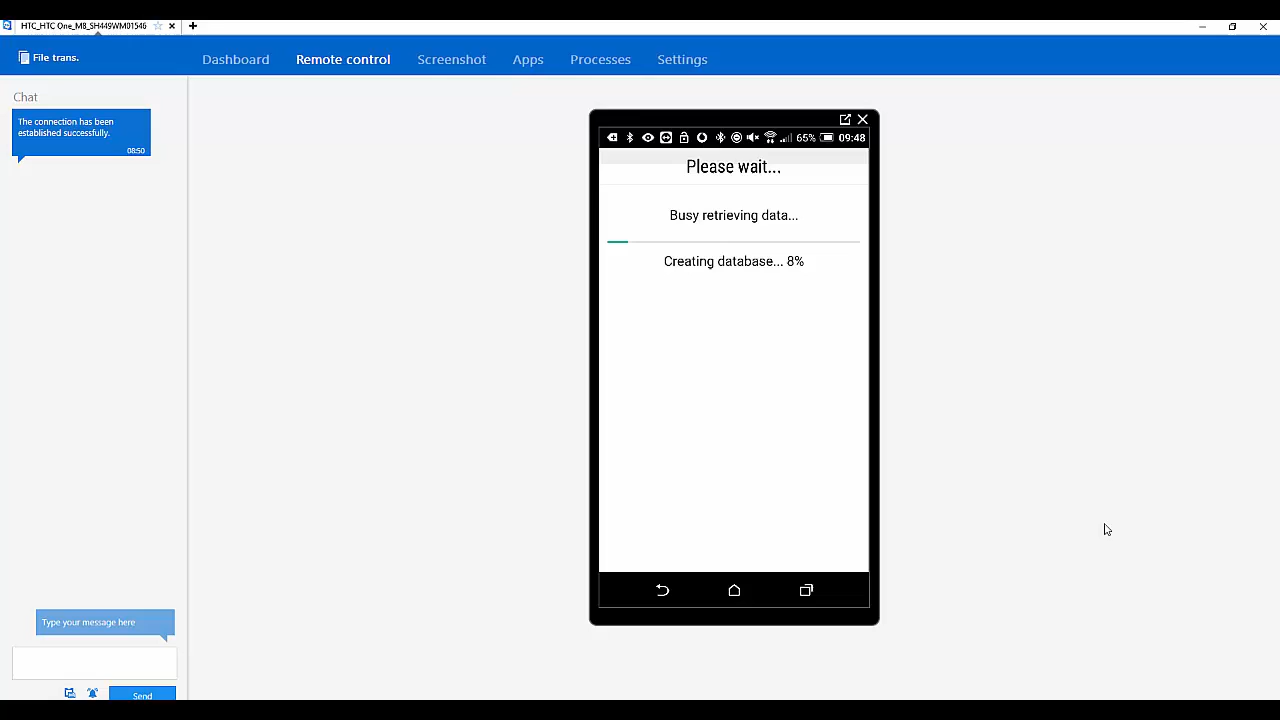 HTC_HTC One_M8_SH449WM01546
File trans.
Dashboard
Remote control
Screenshot
Apps
Processes
Settings
Chat
The connection has been
established successfully.
08:50
65%
09:48
Please wait...
Busy retrieving data...
Creating database... 8%
Type your message here
Send